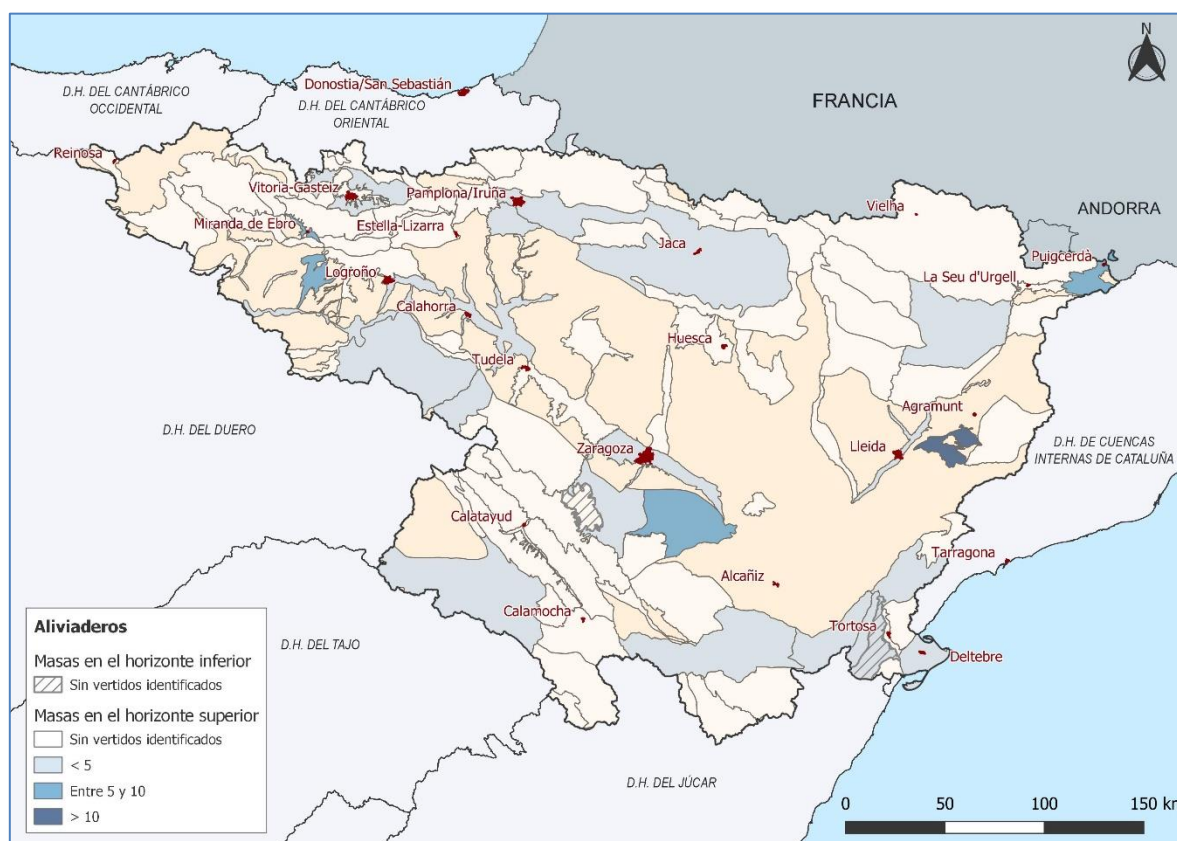 N
D.H. DEL CANTÁBRICO
OCCIDENTAL
Donostia/San Sebastián
D.H. DEL CANTÁBRICO
ORIENTAL
FRANCIA
Reinosa
Vitoria-Gasteiz
Pamplona/Iruña
Vielha
ANDORRA
Miranda de Ebro
Estella-Lizarra
Jaca
Puigcerdà
La Seu d'Urgell
Logroño
Calahorra
Huesca
Tudela
Agramunt
D.H. DEL DUERO
Zaragoza
Lleida
D.H. DE CUENCAS
INTERNAS DE CATALUÑA
Calatayud
Tarragona
Alcañiz
Calamocha
Tortosa
Deltebre
D.H. DEL TAJO
D.H. DEL JÚCAR
Aliviaderos
Masas en el horizonte inferior
Sin vertidos identificados
Masas en el horizonte superior
Sin vertidos identificados
< 5
Entre 5 y 10
> 10
0 50 100 150 km